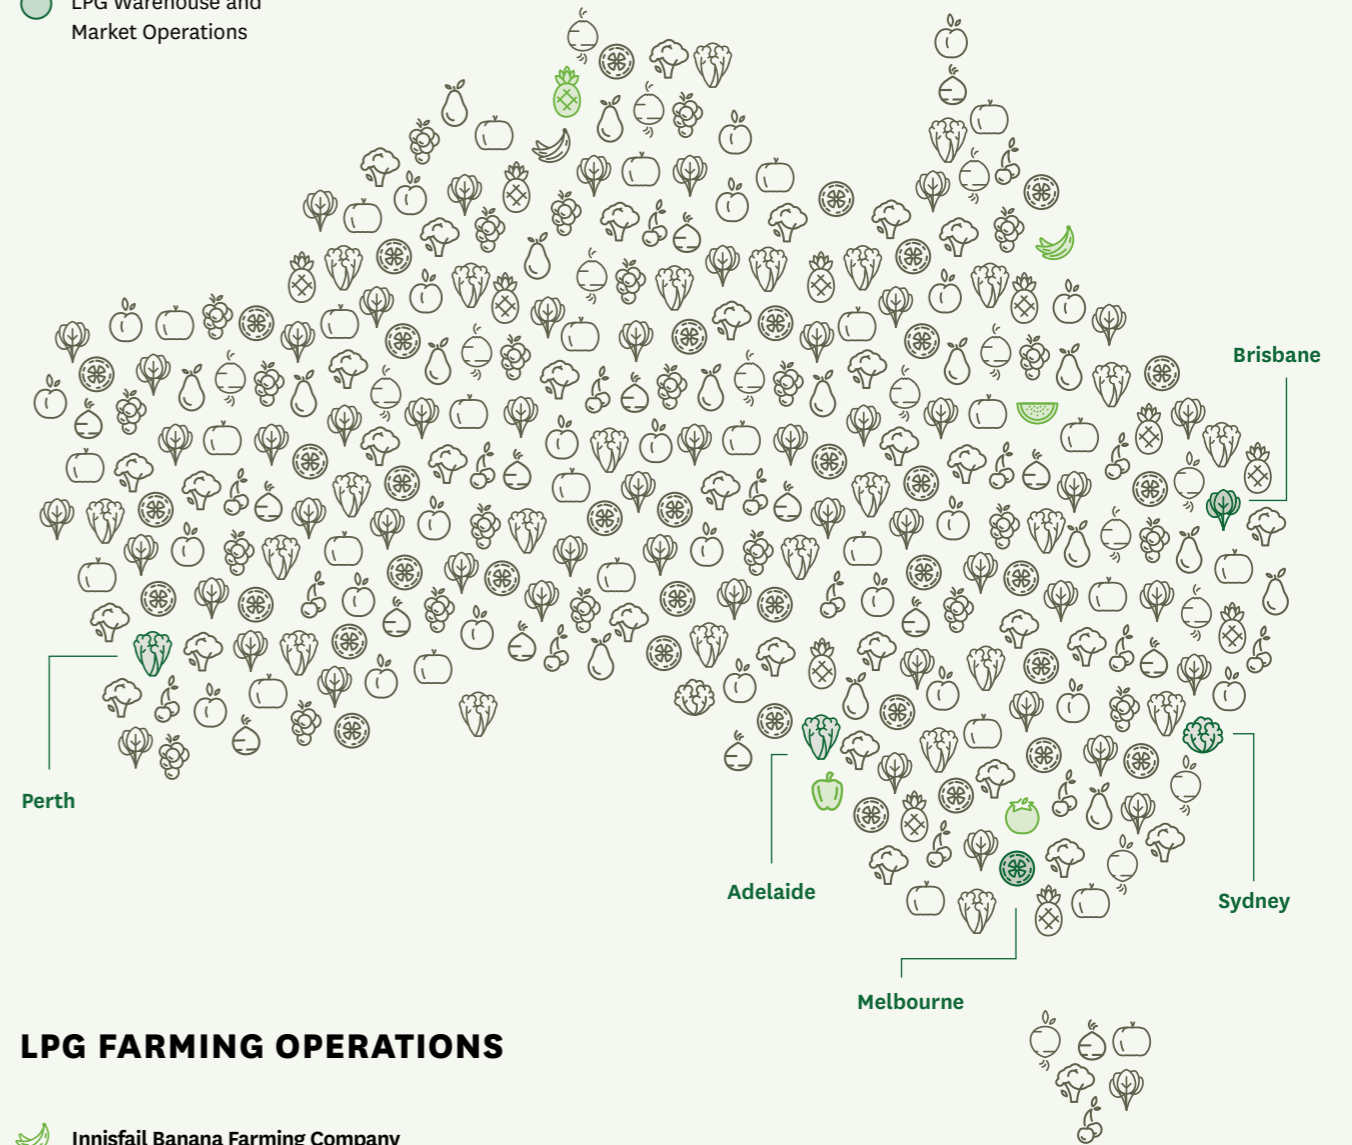 LPG Warehouse and
Market Operations
Brisbane
Perth
Adelaide
Sydney
Melbourne
LPG FARMING OPERATIONS
Innisfail Banana Farming Company